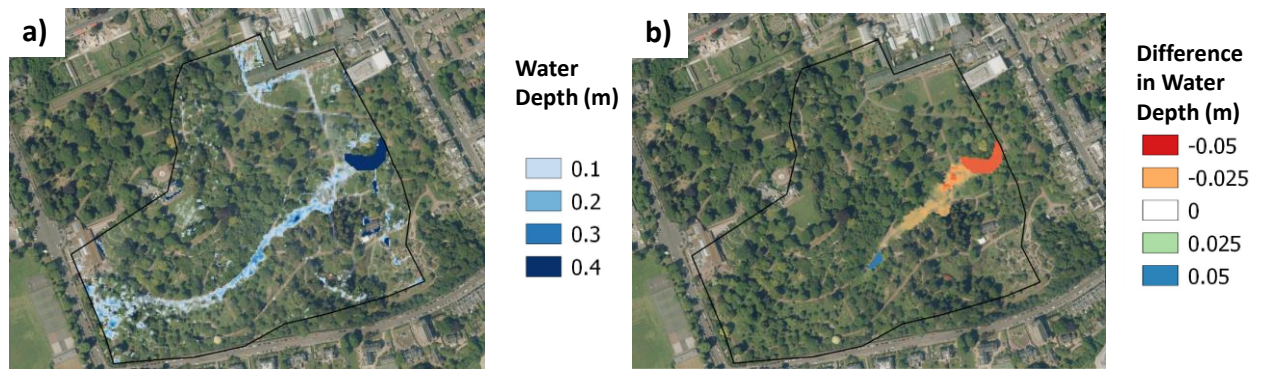 a)
Water
Depth (m)
0.1
0.2
0.3
0.4
b)
Difference
in Water
Depth (m)
-0.05
-0.025
0
0.025
0.05